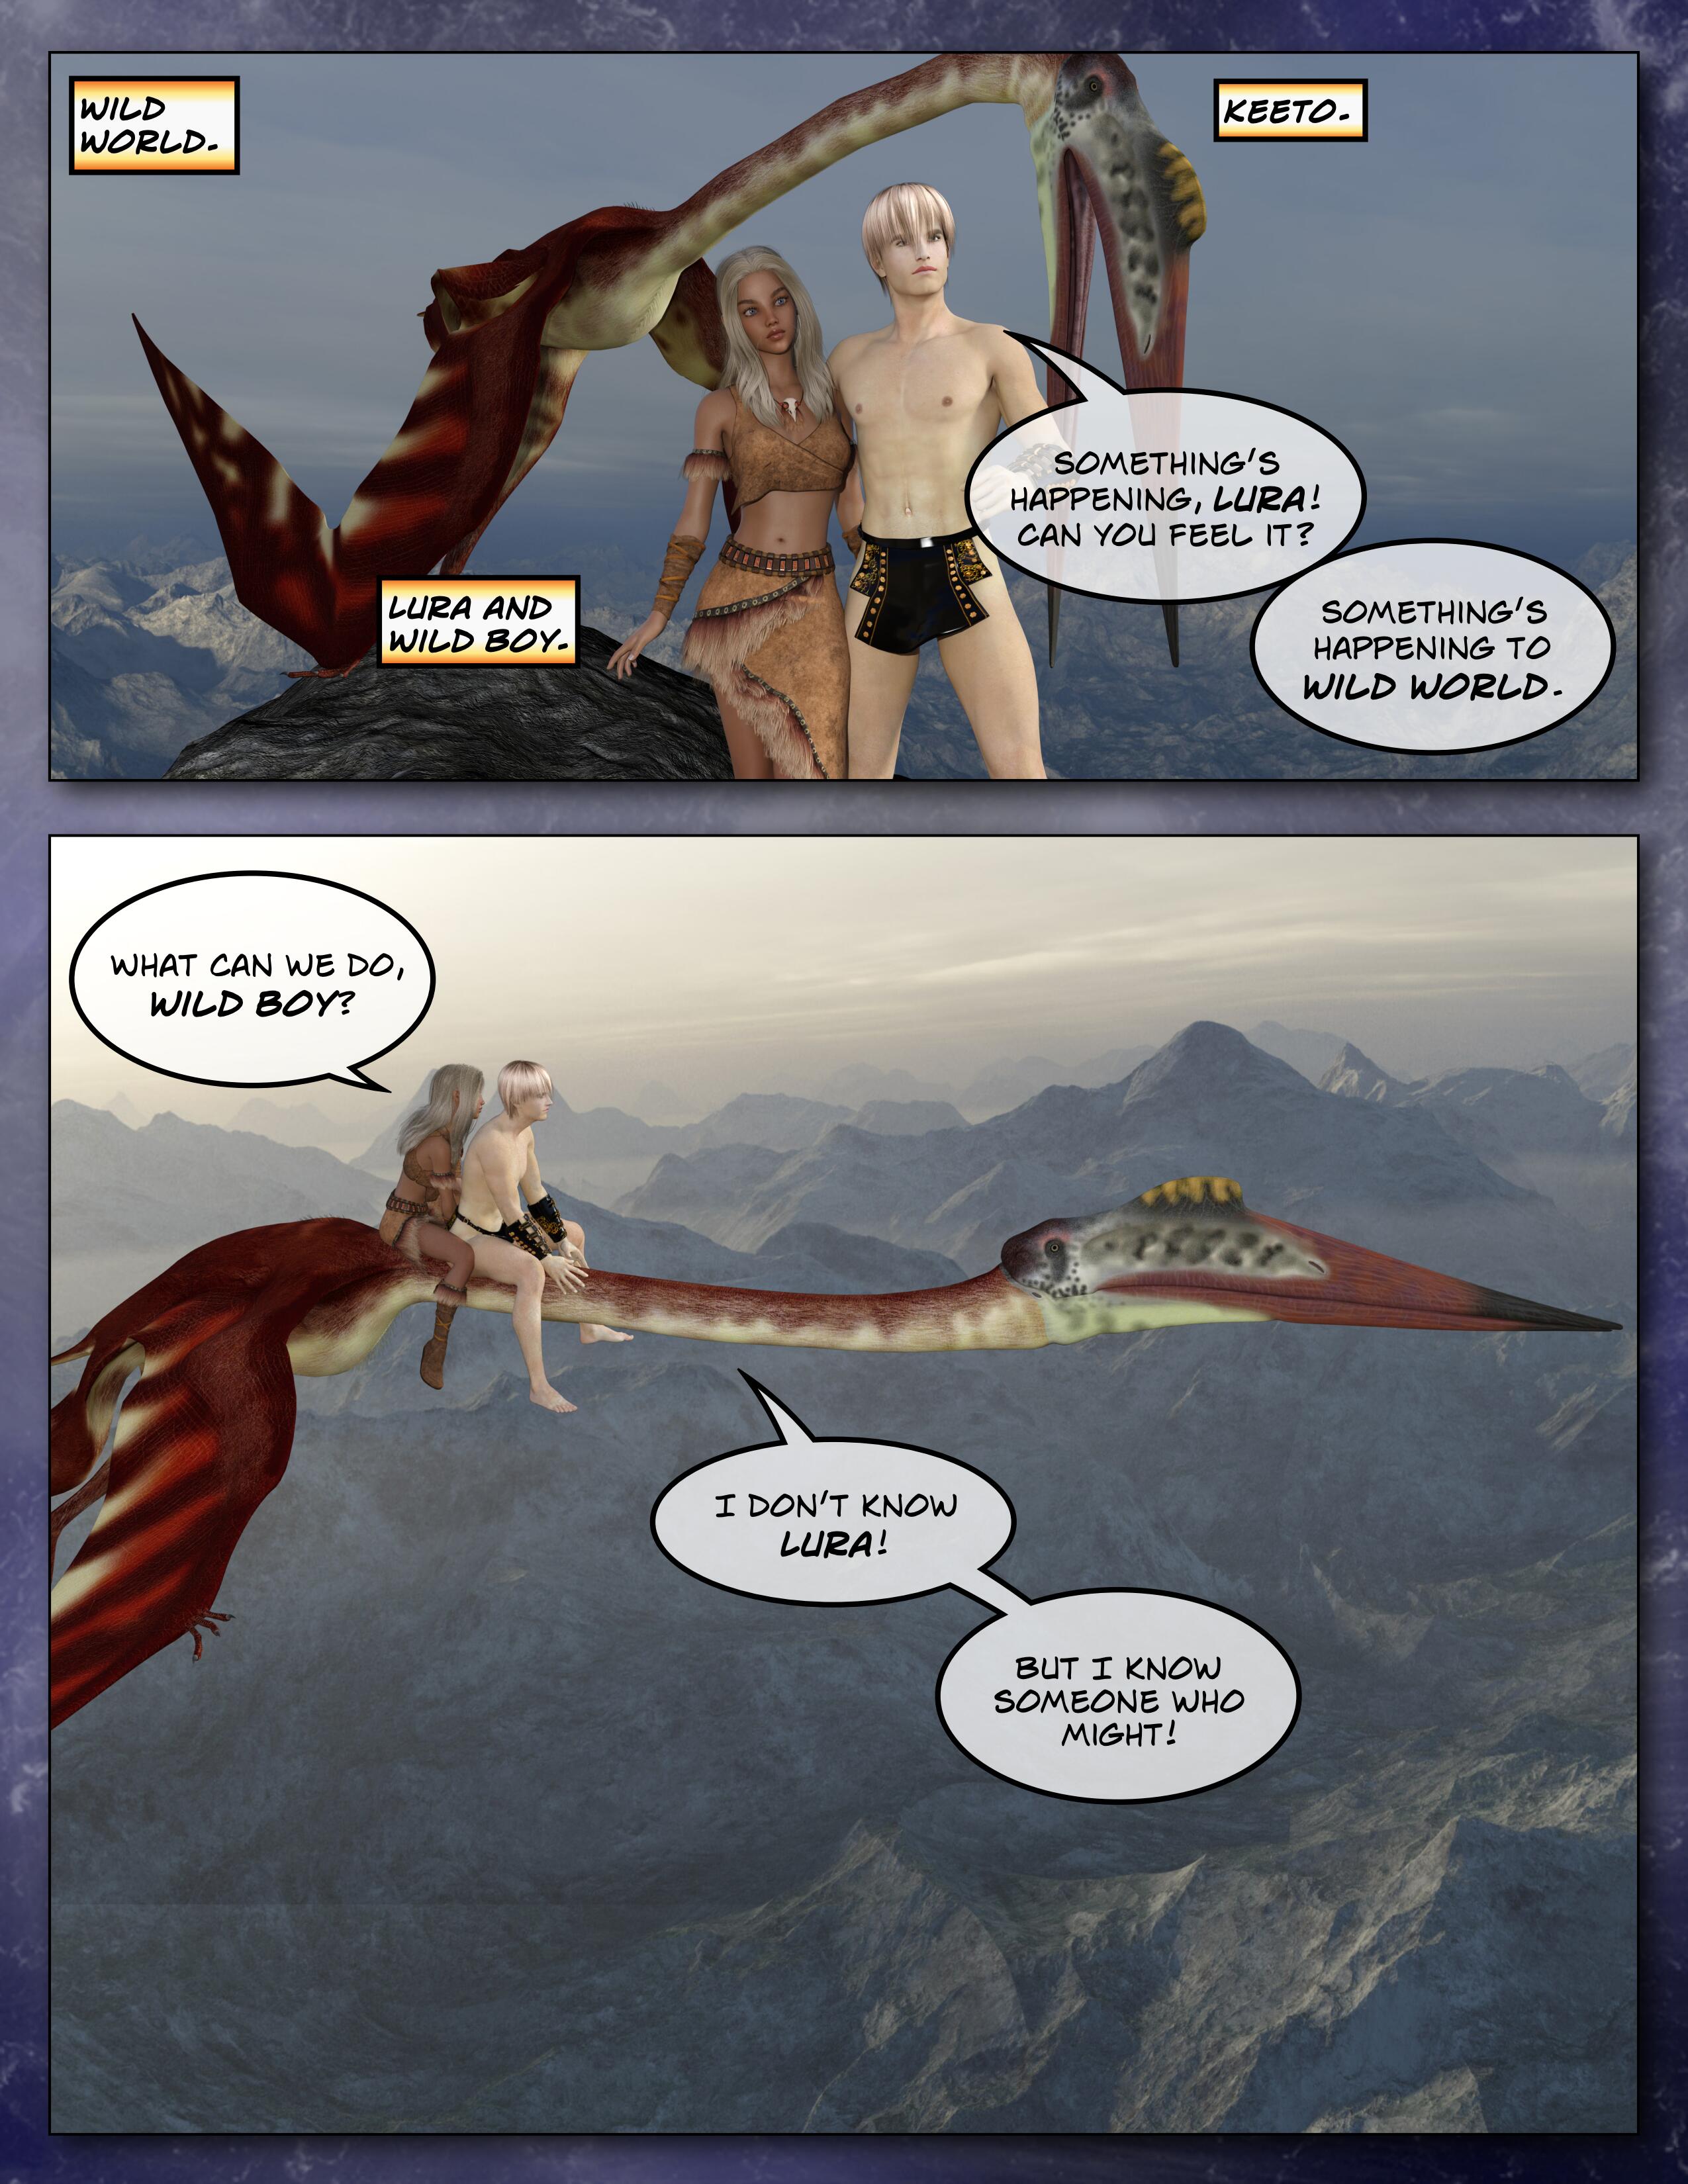 WILD
WORLD.
KEETO.
LURA AND
WILD BOY.
SOMETHING'S
HAPPENING, LURA!
CAN YOU FEEL IT?
SOMETHING'S
HAPPENING TO
WILD WORLD.
WHAT CAN WE DO,
WILD BOY?
I DON'T KNOW
LURA!
BUT I KNOW
SOMEONE WHO
MIGHT!